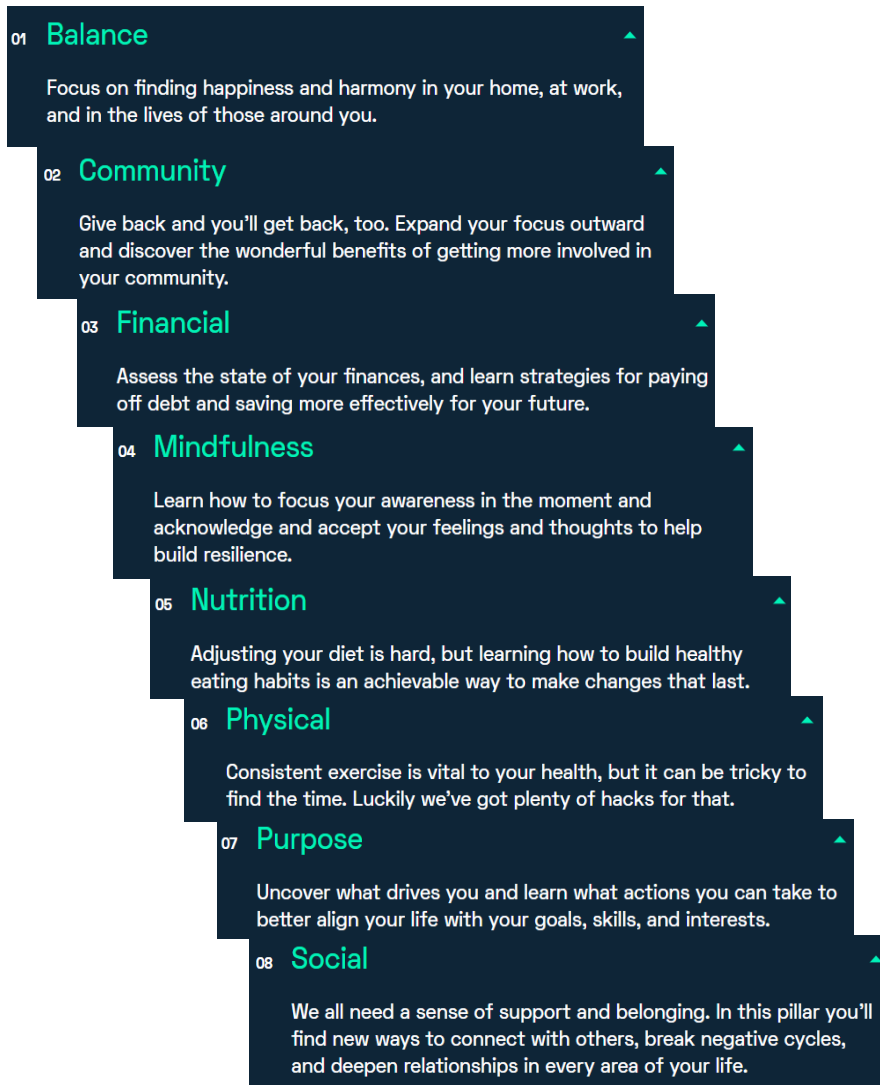 01 Balance
Focus on finding happiness and harmony in your home, at work,
and in the lives of those around you.
02 Community
Give back and you’ll get back, too. Expand your focus outward
and discover the wonderful benefits of getting more involved in
your community.
03 Financial
Assess the state of your finances, and learn strategies for paying
off debt and saving more effectively for your future.
04 Mindfulness
Learn how to focus your awareness in the moment and
acknowledge and accept your feelings and thoughts to help
build resilience.
05 Nutrition
Adjusting your diet is hard, but learning how to build healthy
eating habits is an achievable way to make changes that last.
06 Physical
Consistent exercise is vital to your health, but it can be tricky to
find the time. Luckily we’ve got plenty of hacks for that.
07 Purpose
Uncover what drives you and learn what actions you can take to
better align your life with your goals, skills, and interests.
08 Social
We all need a sense of support and belonging. In this pillar you’ll
find new ways to connect with others, break negative cycles,
and deepen relationships in every area of your life.